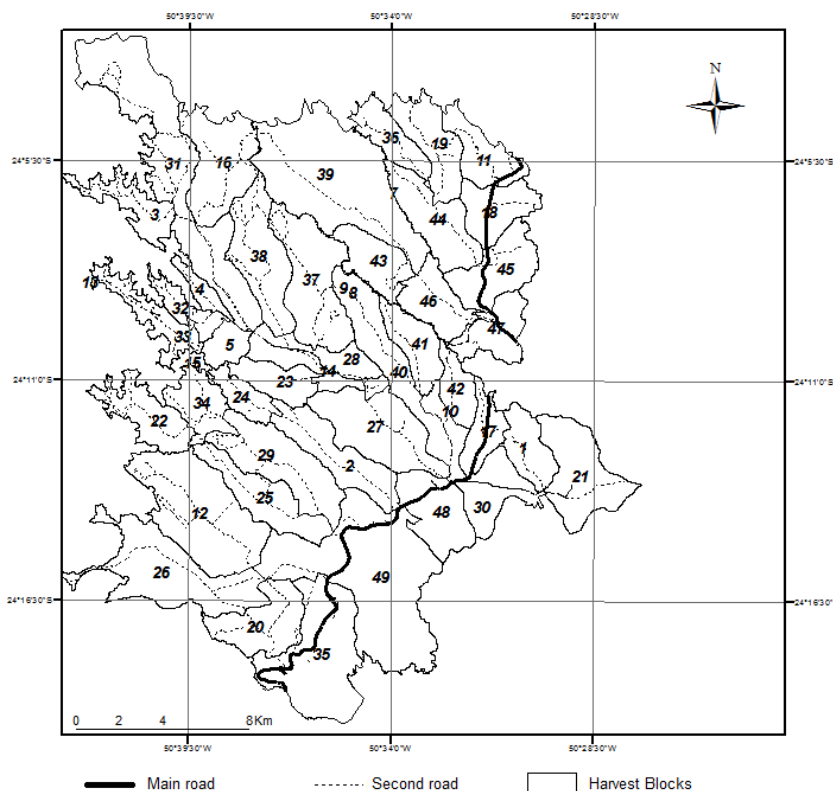 50°39'30"W 50°34'0"W 50°28'30"W
N
35 19 11
24°5'30"S 31 16 39 24°5'30"S
7
3 44 18
38 43 45
37
4 9 8 46
32
33 5 41 47
15 14 28 40
24°11'0"S 23 42 24°11'0"S
34 24 10
22 27 17 1
29 2 21
25
12 48 30
26 49
24°16'30"S 24°16'30"S
20
35
0 2 4 8 Km
50°39'30"W 50°34'0"W 50°28'30"W
Main road Second road Harvest Blocks